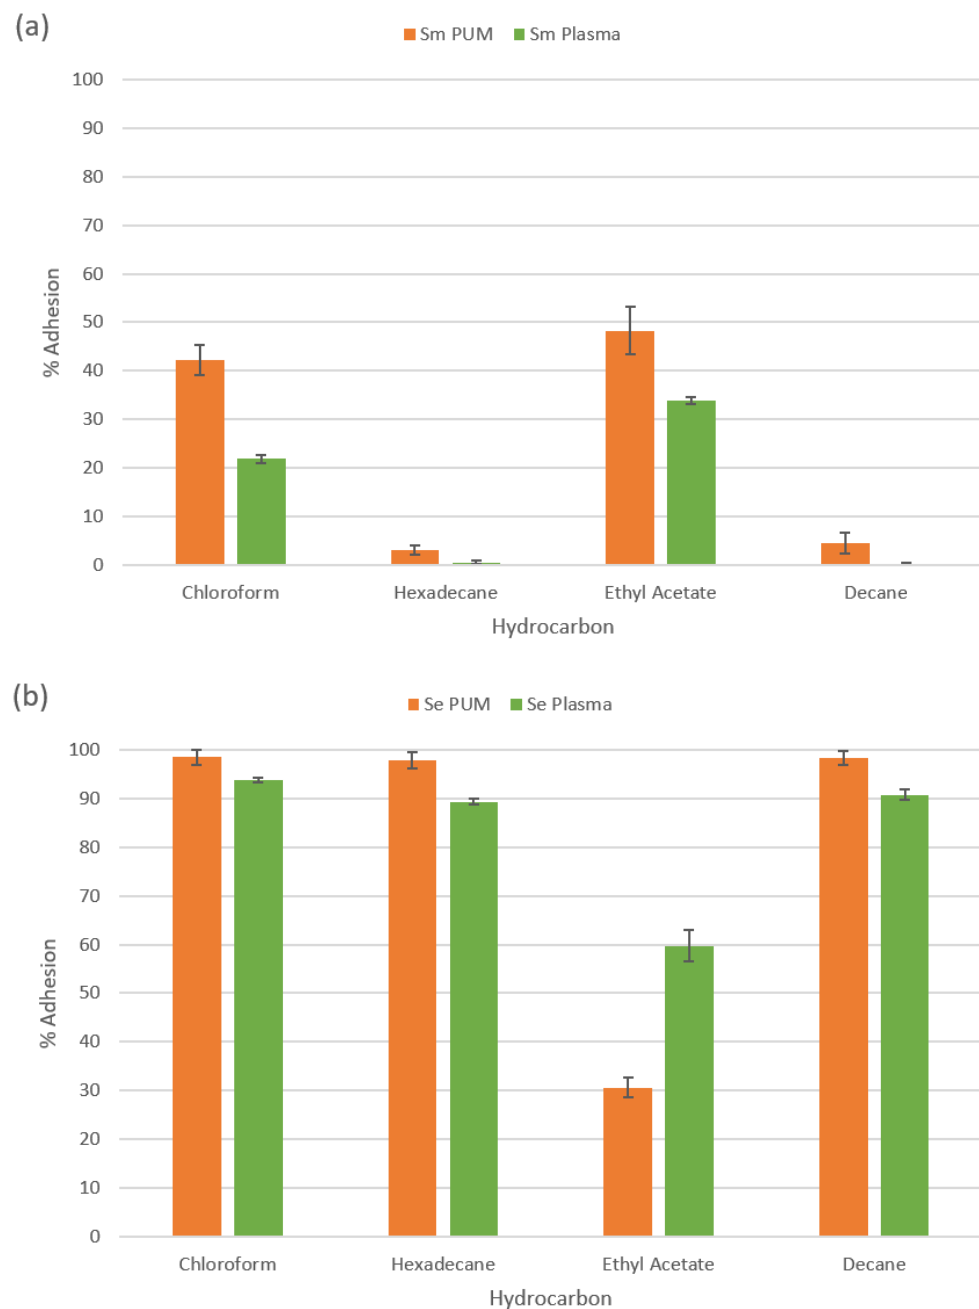 (a)
Sm PUM Sm Plasma
100
90
80
70
60
50
40
30
20
10
0
% Adhesion
Chloroform Hexadecane Ethyl Acetate Decane
Hydrocarbon
(b)
Se PUM Se Plasma
100
90
80
70
60
50
40
30
20
10
0
% Adhesion
Chloroform Hexadecane Ethyl Acetate Decane
Hydrocarbon